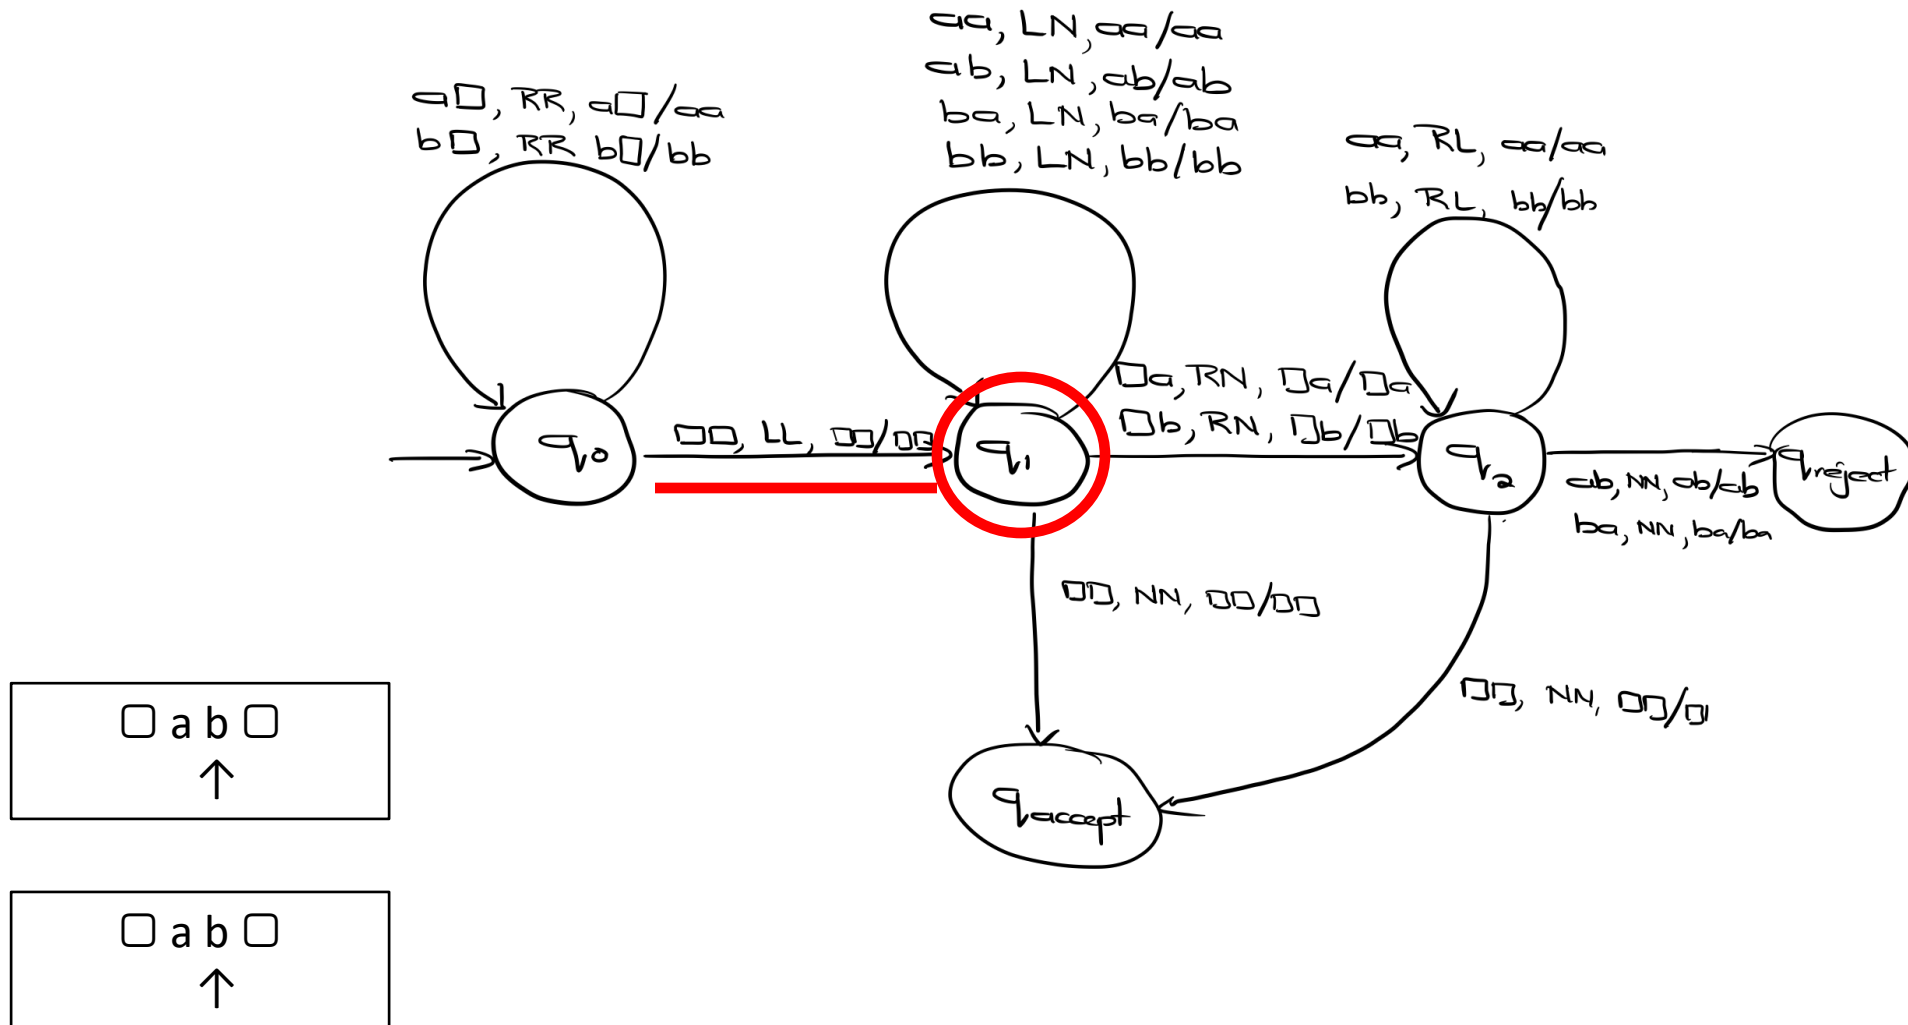 a□, RR, a□/aa
b□, RR b□/bb
aa, LN, aa/aa
ab, LN, ab/ab
ba, LN, ba/ba
bb, LN, bb/bb
aa, RL, aa/aa
bb, RL, bb/bb
q0
□□, LL, □□/□□
q1
□a, RN, □a/□a
□b, RN, □b/□b
q2
ab, NN, ab/ab
ba, NN, ba/ba
qreject
□□, NN, □□/□□
□□, NN, □□/□
qaccept
□ a b □
↑
□ a b □
↑